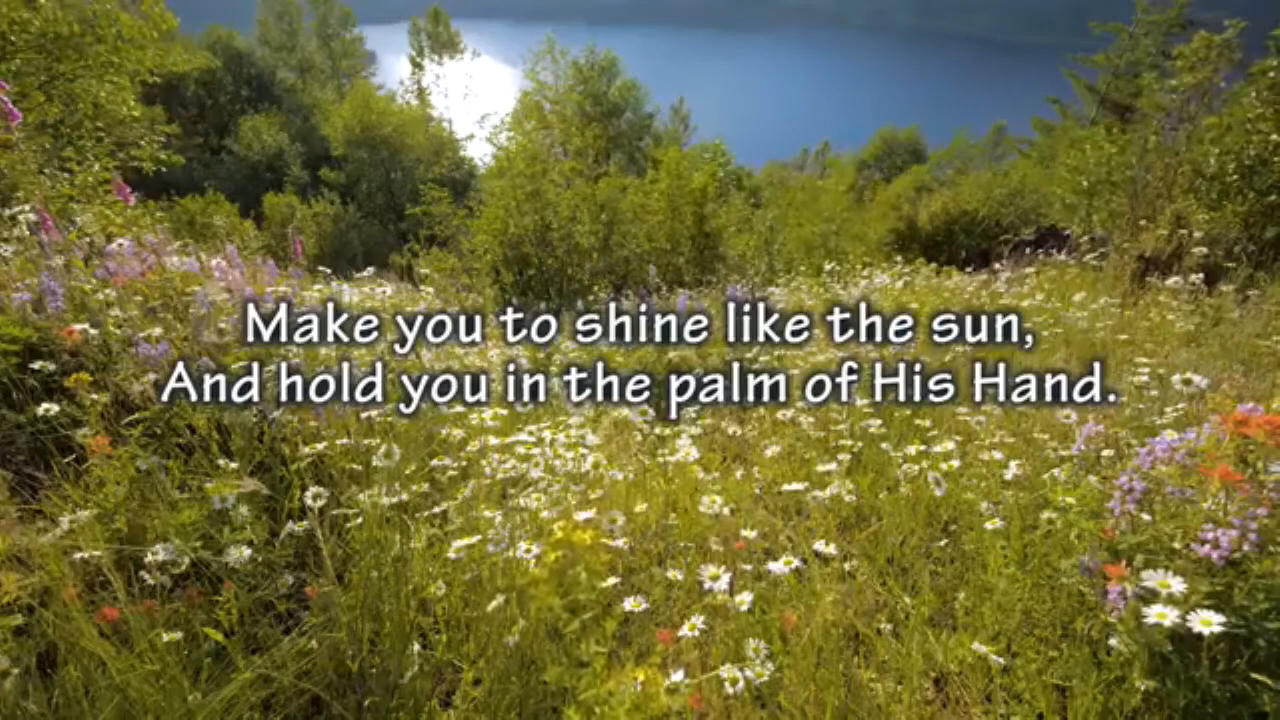 Make you to shine like the sun,
And hold you in the palm of His Hand.